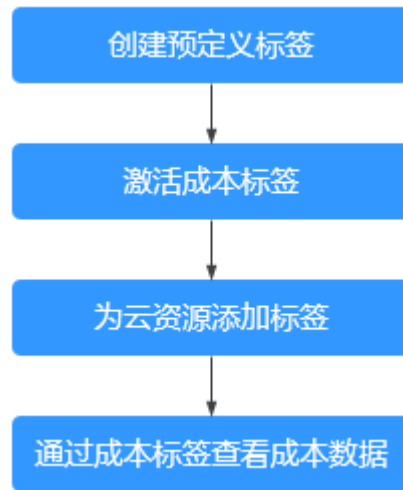 创建预定义标签
激活成本标签
为云资源添加标签
通过成本标签查看成本数据